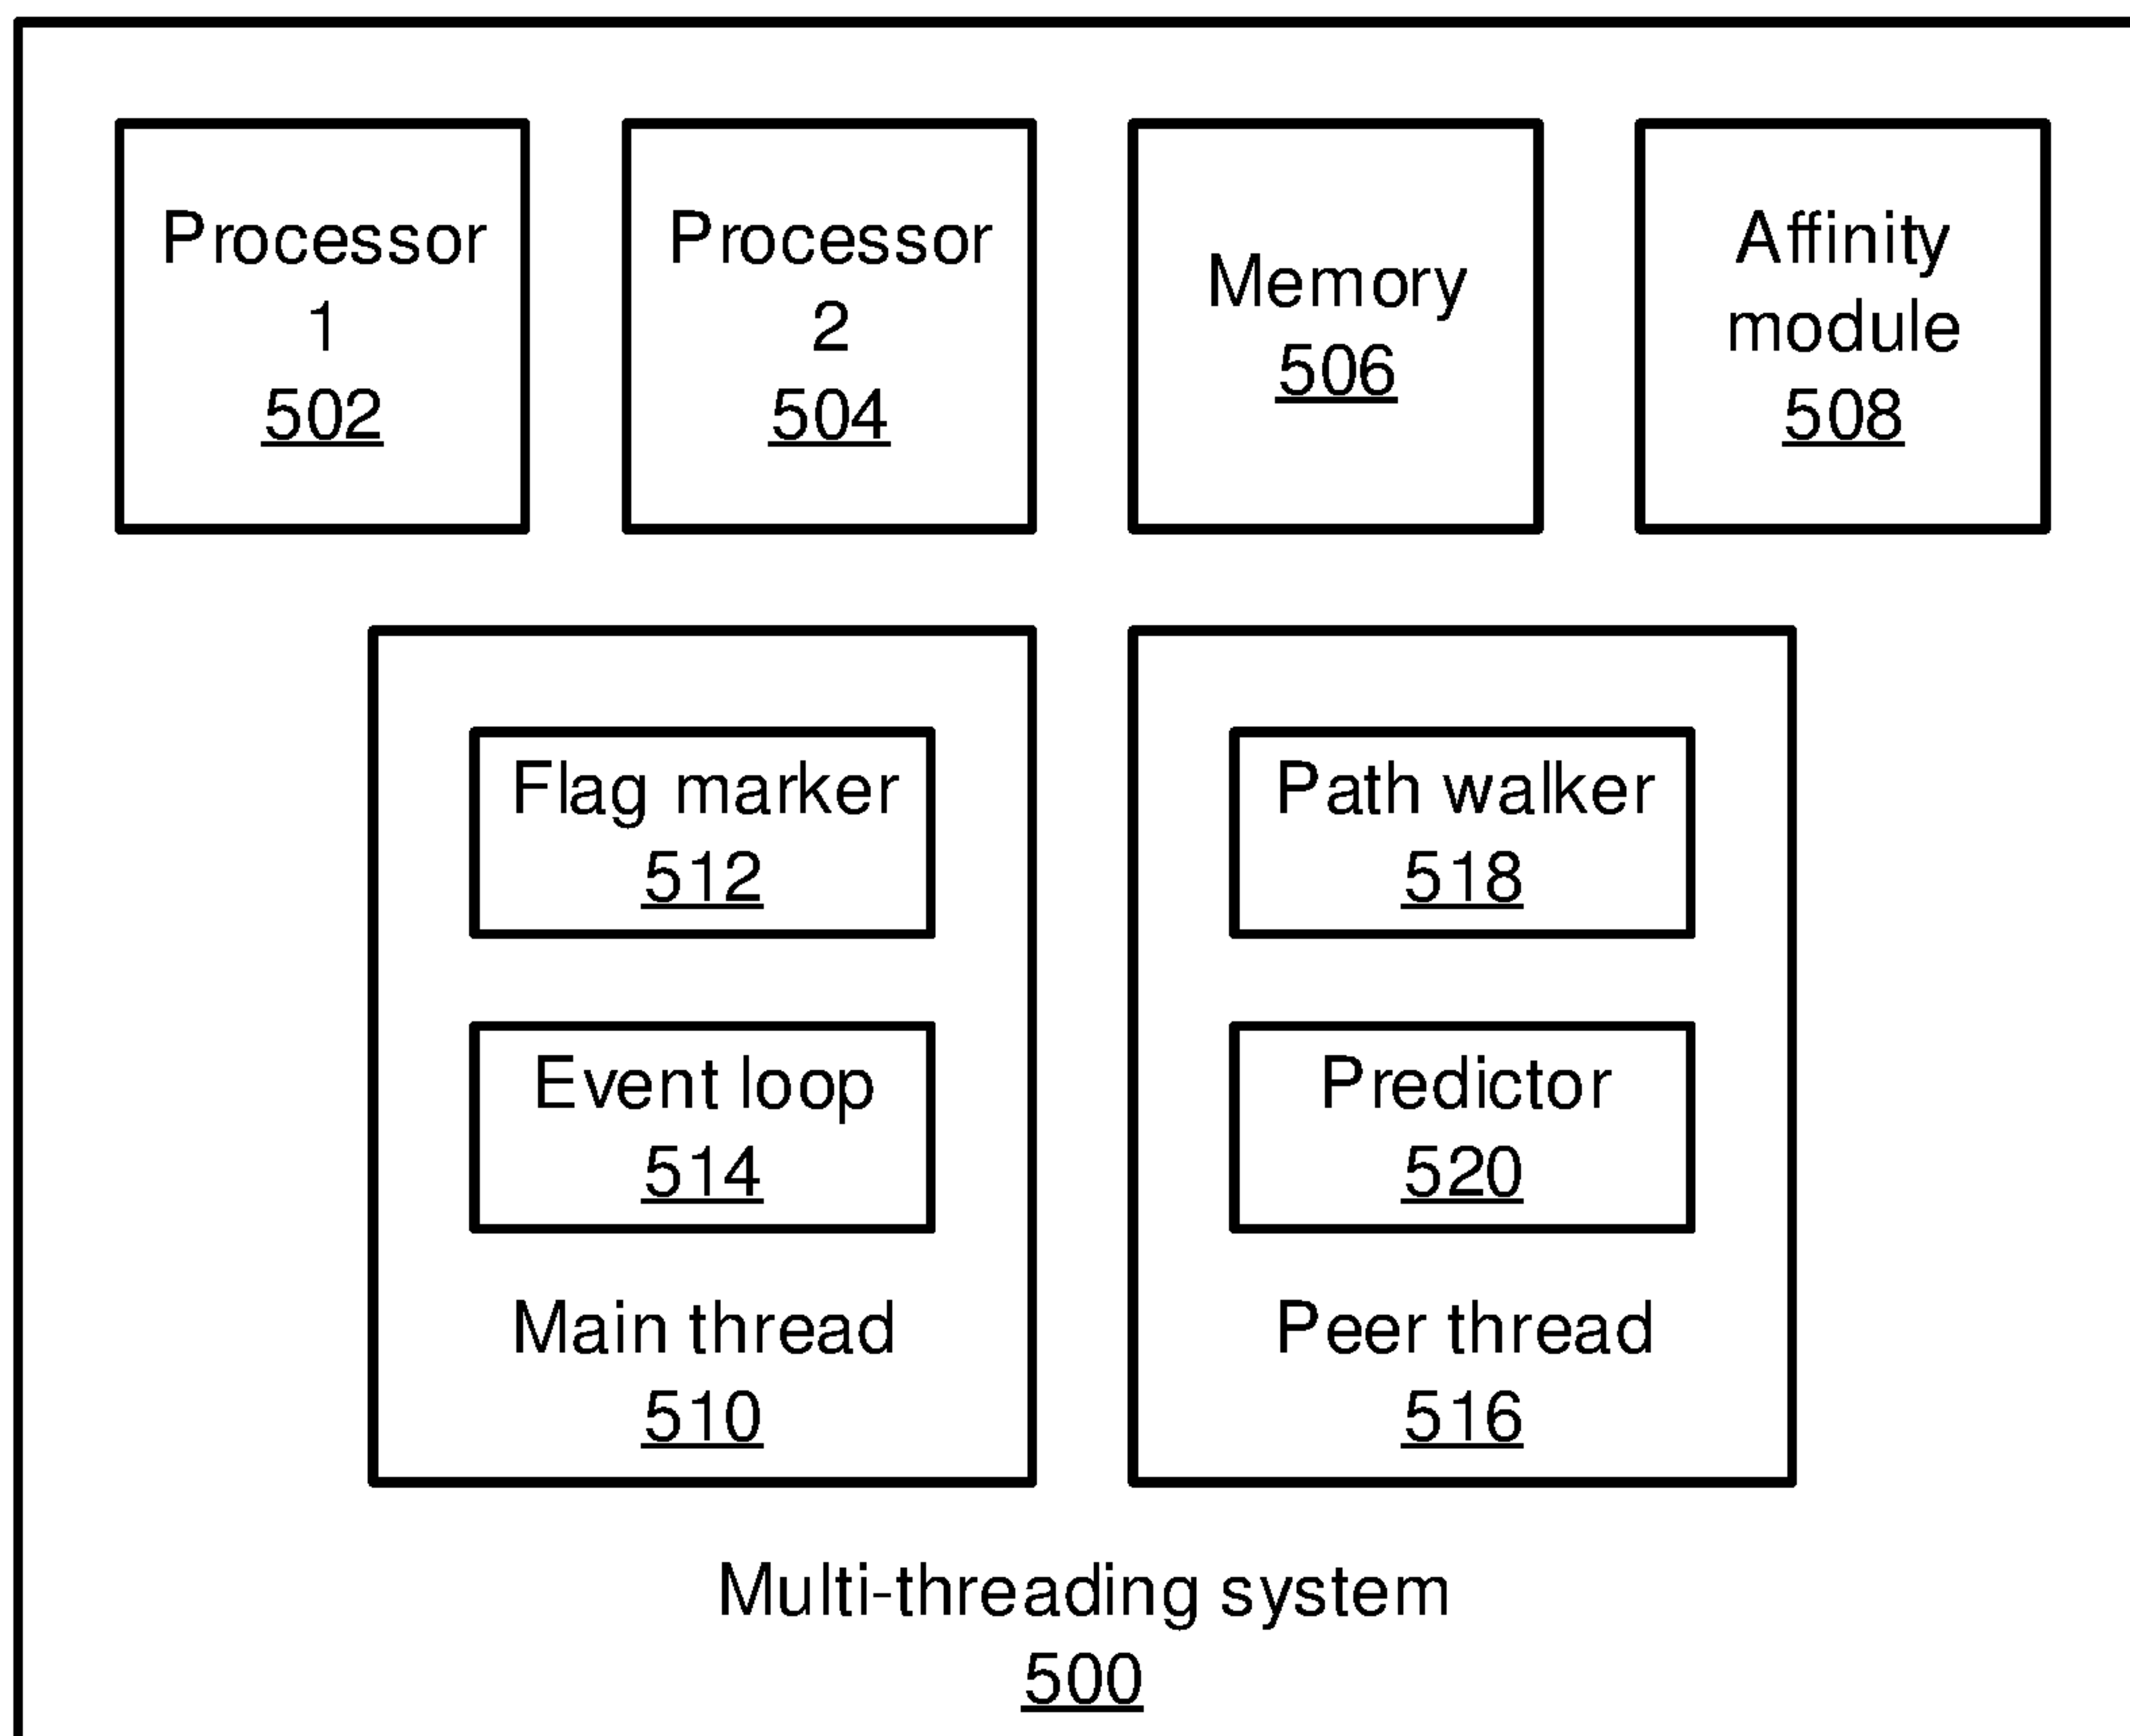 Processor
1
502
Processor
2
504
Memory
506
Affinity
module
508
Flag marker
512
Event loop
514
Main thread
510
Path walker
518
Predictor
520
Peer thread
516
Multi-threading system
500